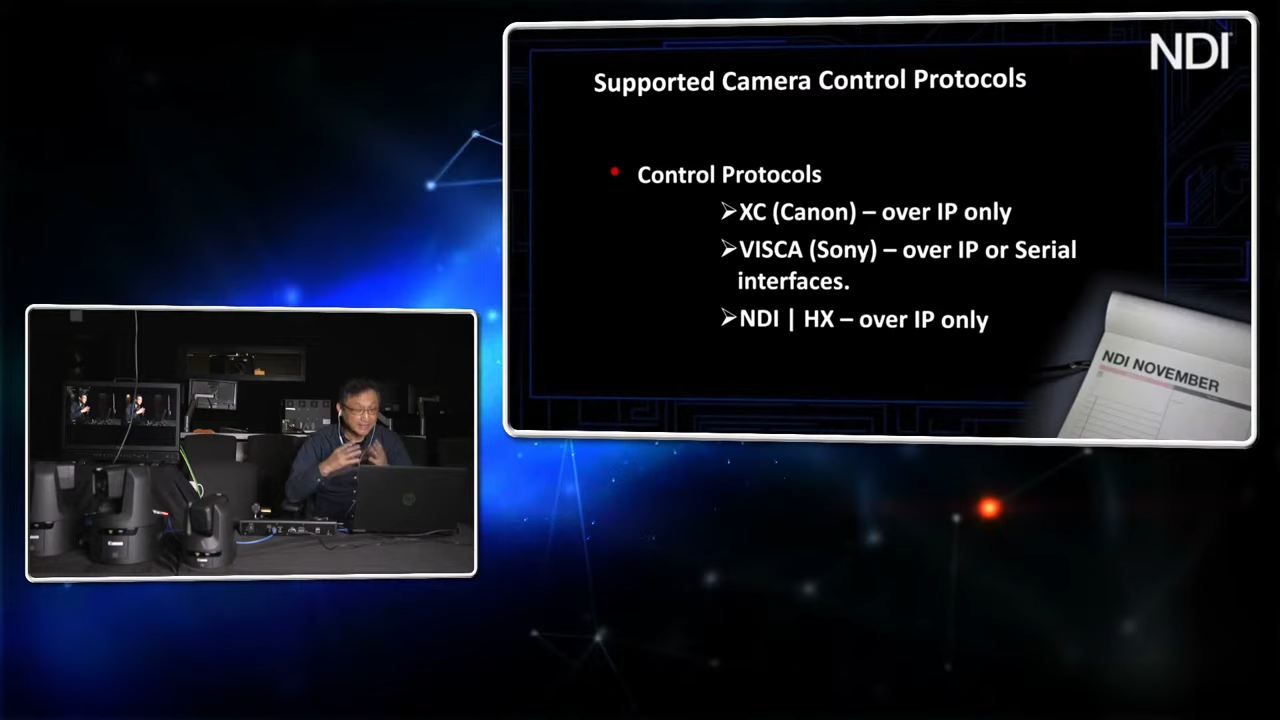 NDI
Supported Camera Control Protocols
• Control Protocols
➢XC (Canon) – over IP only
➢VISCA (Sony) – over IP or Serial
interfaces.
➢NDI | HX – over IP only
NDI NOVEMBER